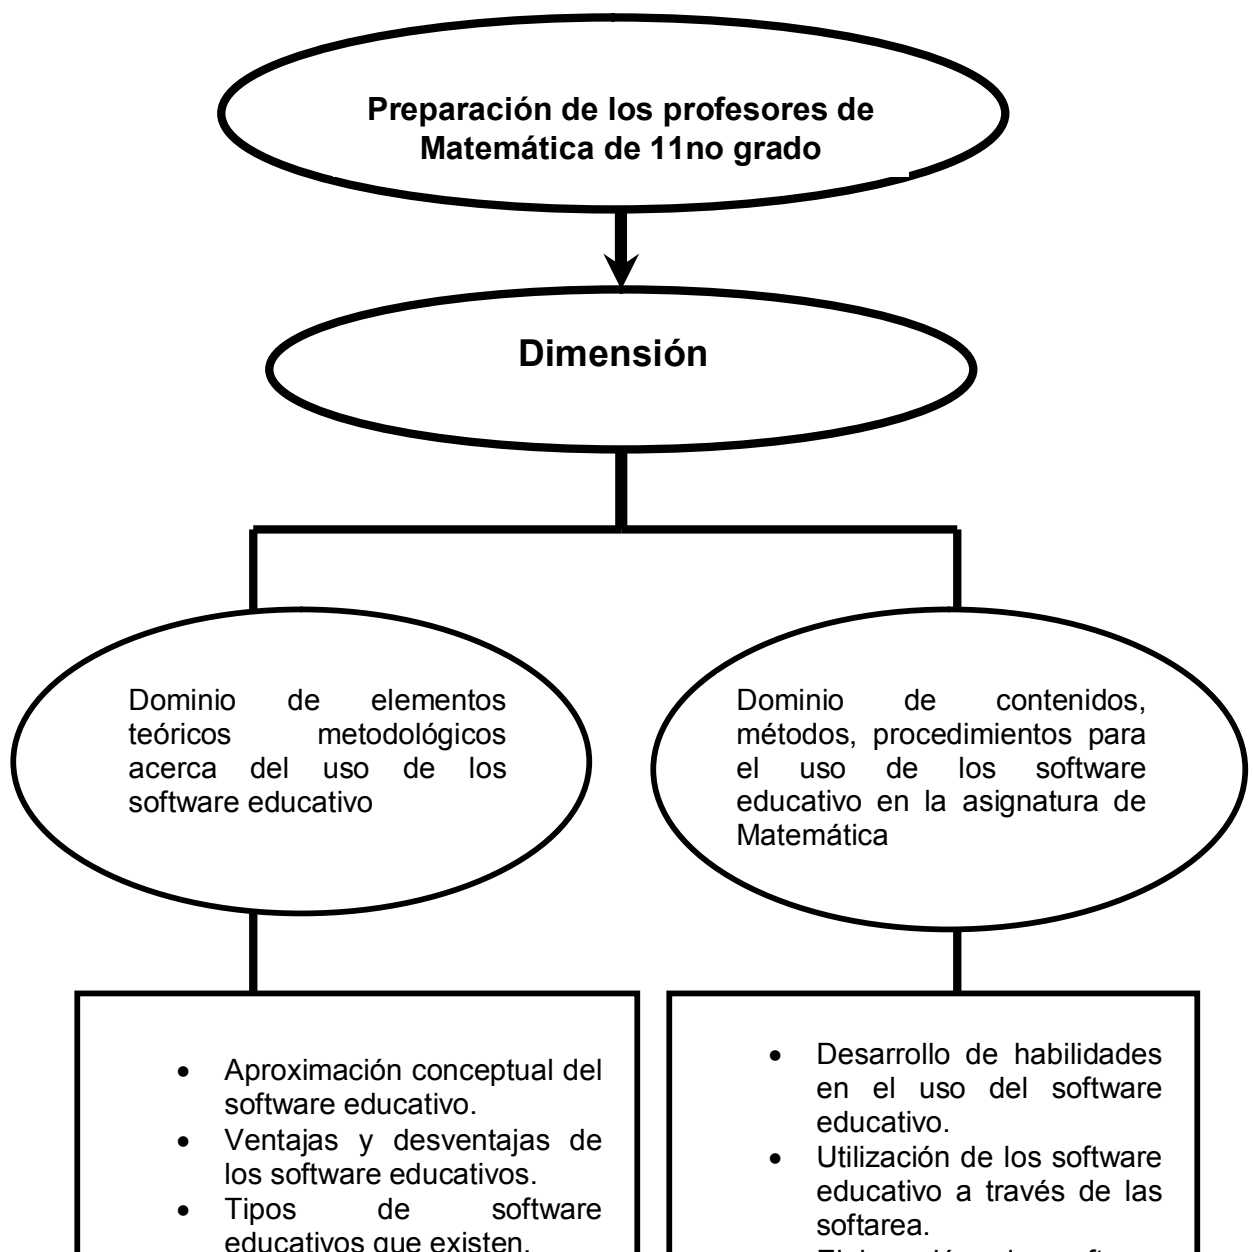 Preparación de los profesores de
Matemática de 11no grado
Dimensión
Dominio de elementos
teóricos metodológicos
acerca del uso de los
software educativo
Dominio de contenidos,
métodos, procedimientos para
el uso de los software
educativo en la asignatura de
Matemática
• Aproximación conceptual del
software educativo.
• Ventajas y desventajas de
los software educativos.
• Tipos de software
educativos que existen.
• Desarrollo de habilidades
en el uso del software
educativo.
• Utilización de los software
educativo a través de las
softarea.